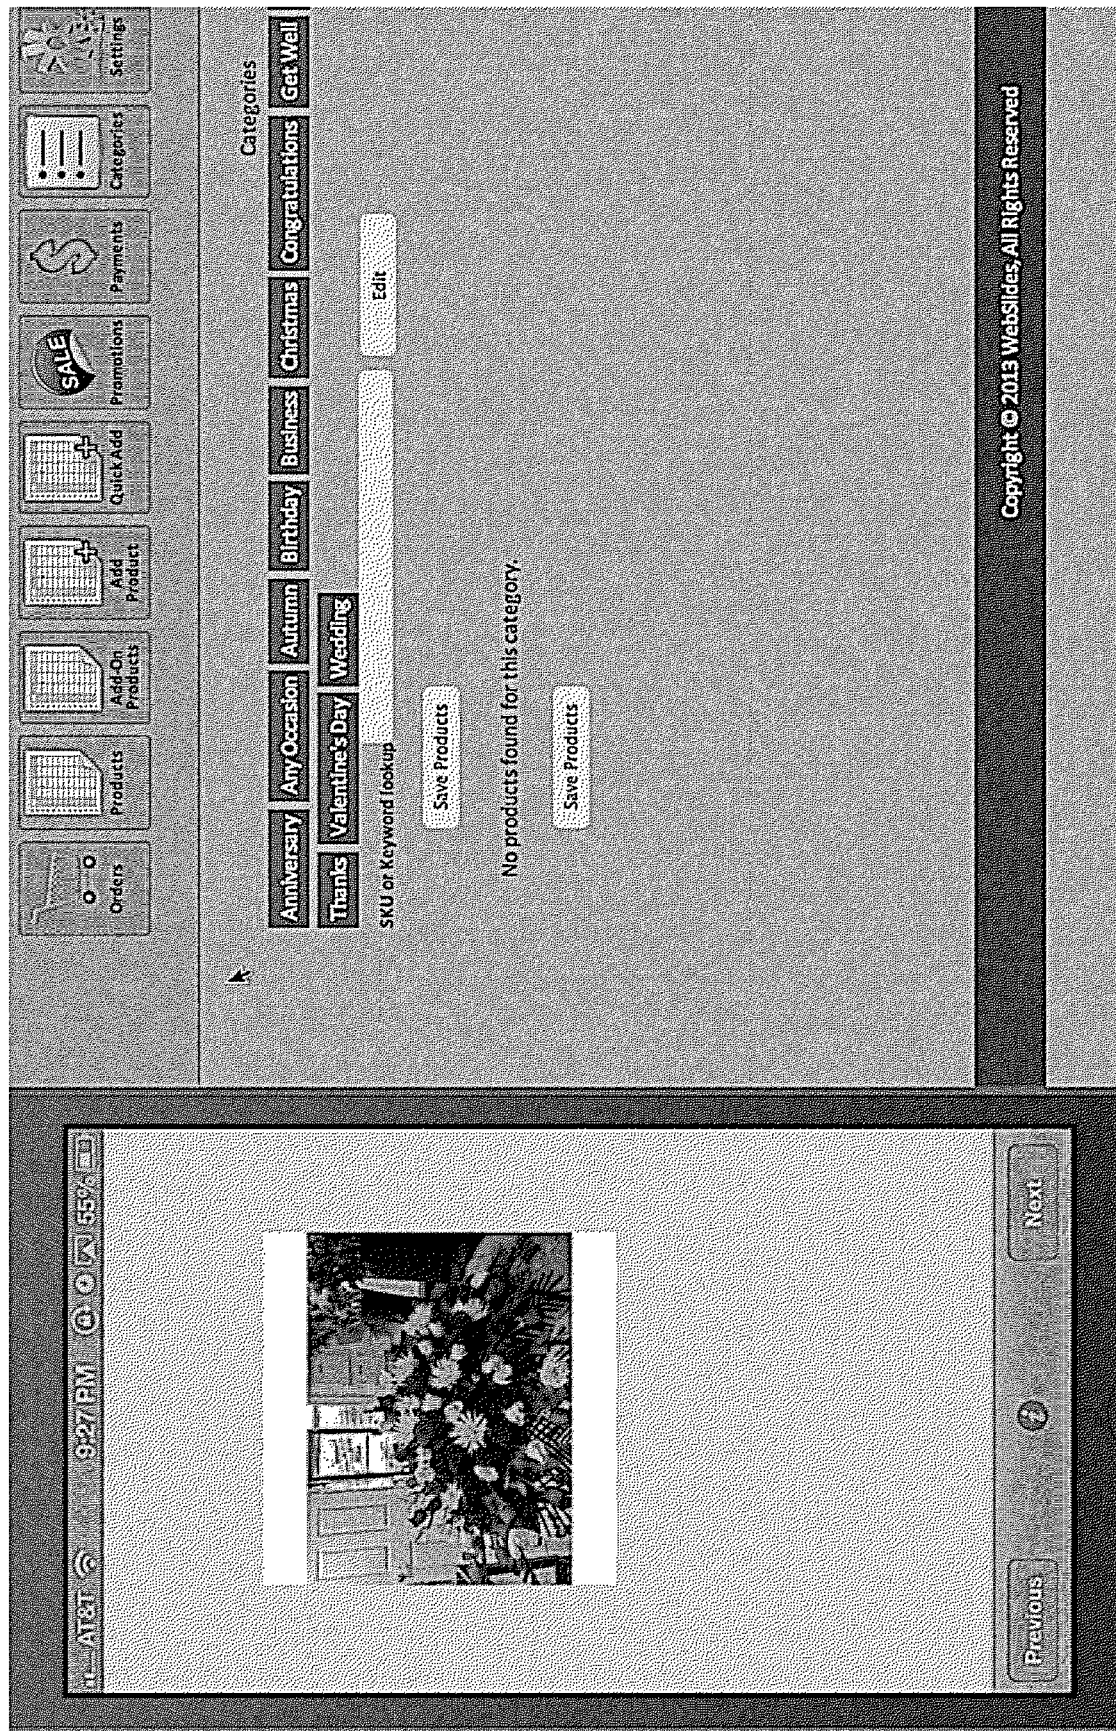 AT&T 9:27 PM 55%
Previous
Next
Orders
Products
Add-On
Products
Add
Product
Quick Add
SALE
Promotions
Payments
Categories
Settings
Categories
Anniversary Any Occasion Autumn Birthday Business Christmas Congratulations Get Well
Thanks Valentine's Day Wedding
SKU or Keyword lookup Edit
Save Products
No products found for this category.
Save Products
Copyright © 2013 WebSlides, All Rights Reserved